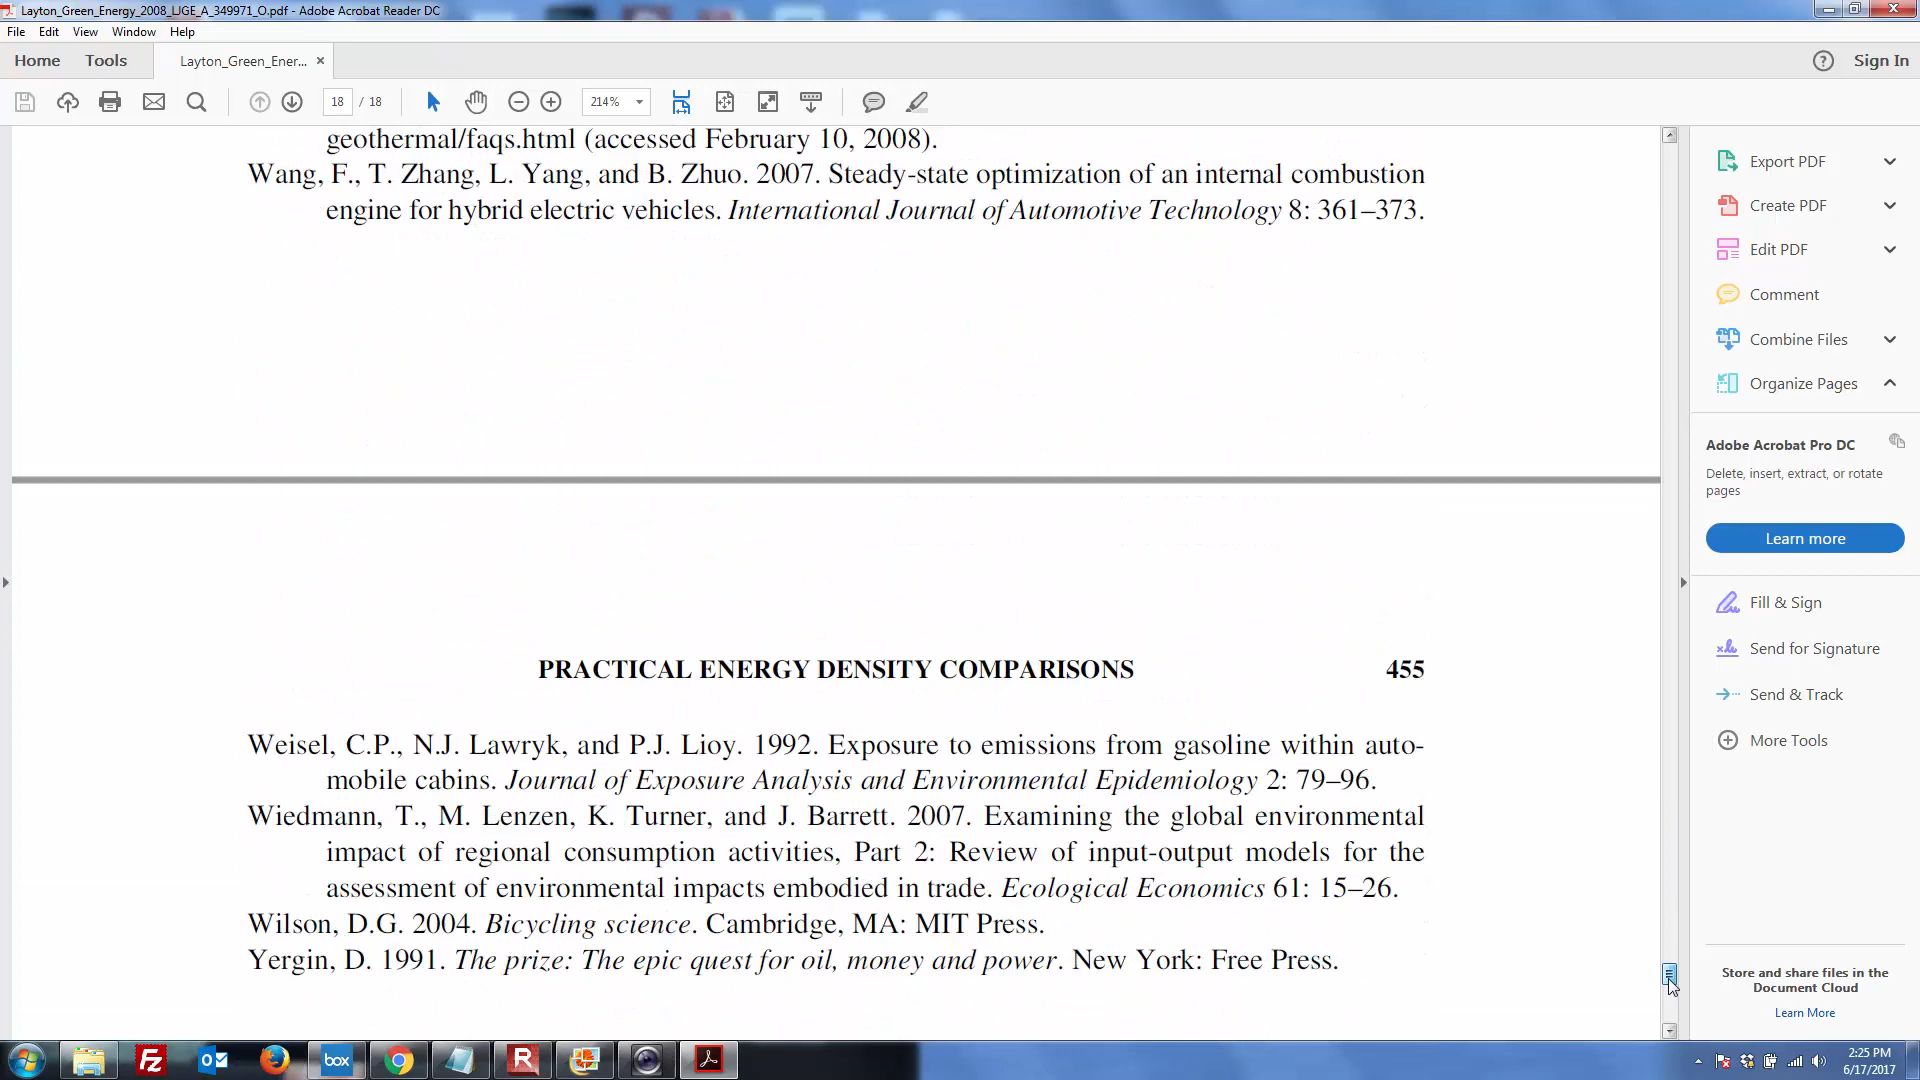 Layton_Green_Energy_2008_IJGE_A_349971_O.pdf - Adobe Acrobat Reader DC
File Edit View Window Help
Home Tools Layton_Green_Ener... × Sign In
18 / 18 214%
geothermal/faqs.html (accessed February 10, 2008).
Wang, F., T. Zhang, L. Yang, and B. Zhuo. 2007. Steady-state optimization of an internal combustion
engine for hybrid electric vehicles. International Journal of Automotive Technology 8: 361–373.
PRACTICAL ENERGY DENSITY COMPARISONS 455
Weisel, C.P., N.J. Lawryk, and P.J. Lioy. 1992. Exposure to emissions from gasoline within auto-
mobile cabins. Journal of Exposure Analysis and Environmental Epidemiology 2: 79–96.
Wiedmann, T., M. Lenzen, K. Turner, and J. Barrett. 2007. Examining the global environmental
impact of regional consumption activities, Part 2: Review of input-output models for the
assessment of environmental impacts embodied in trade. Ecological Economics 61: 15–26.
Wilson, D.G. 2004. Bicycling science. Cambridge, MA: MIT Press.
Yergin, D. 1991. The prize: The epic quest for oil, money and power. New York: Free Press.
Export PDF
Create PDF
Edit PDF
Comment
Combine Files
Organize Pages
Adobe Acrobat Pro DC
Delete, insert, extract, or rotate
pages
Learn more
Fill & Sign
Send for Signature
Send & Track
More Tools
Store and share files in the
Document Cloud
Learn More
Fz
box
R
2:25 PM
6/17/2017